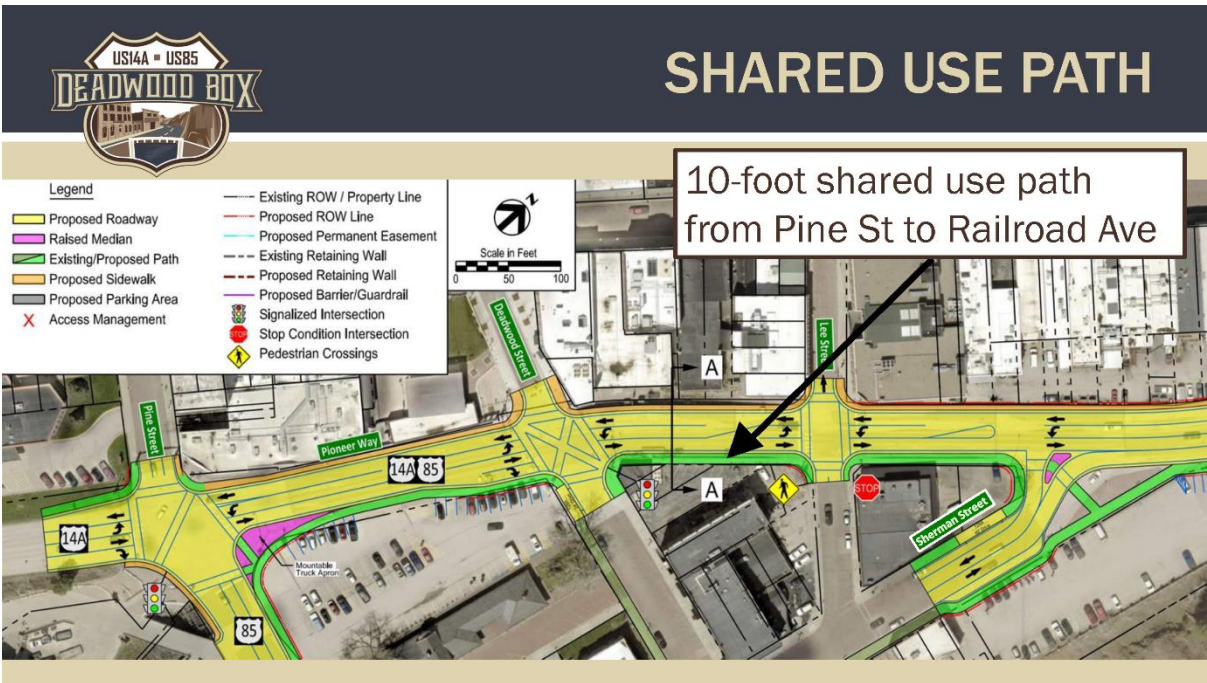 US14A - US85
DEADWOOD BOX
SHARED USE PATH
10-foot shared use path
from Pine St to Railroad Ave
Legend
Proposed Roadway
Raised Median
Existing/Proposed Path
Proposed Sidewalk
Proposed Parking Area
X Access Management
Existing ROW / Property Line
Proposed ROW Line
Proposed Permanent Easement
Existing Retaining Wall
Proposed Retaining Wall
Proposed Barrier/Guardrail
Signalized Intersection
STOP Stop Condition Intersection
Pedestrian Crossings
Z
Scale in Feet
0 50 100
Deadwood Street
Lee Street
A
Pine Street
Pioneer Way
14A 85
A
STOP
Sherman Street
14A
Mountable
Truck Apron
85